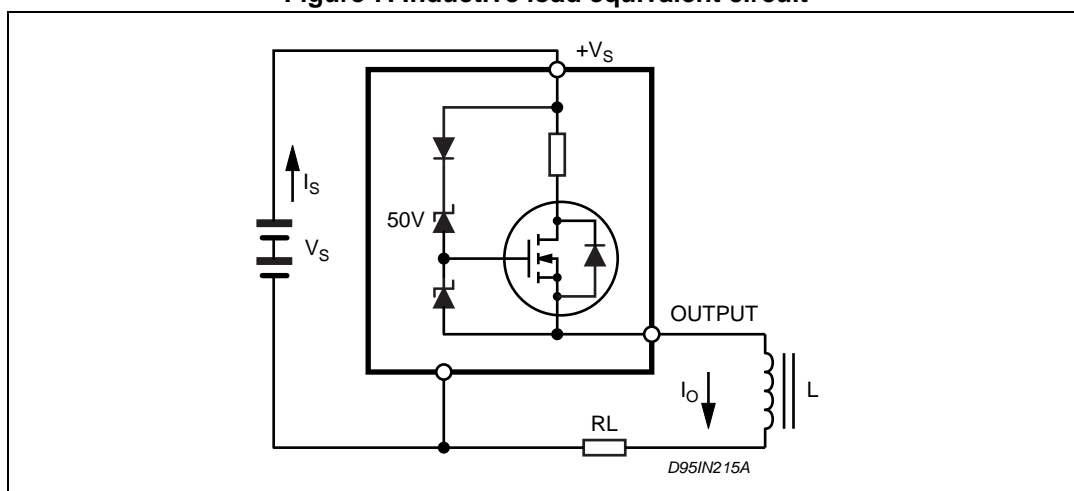 Figure 7. Inductive load equivalent circuit
+VS
IS
50V
VS
OUTPUT
IO
L
RL
D95IN215A